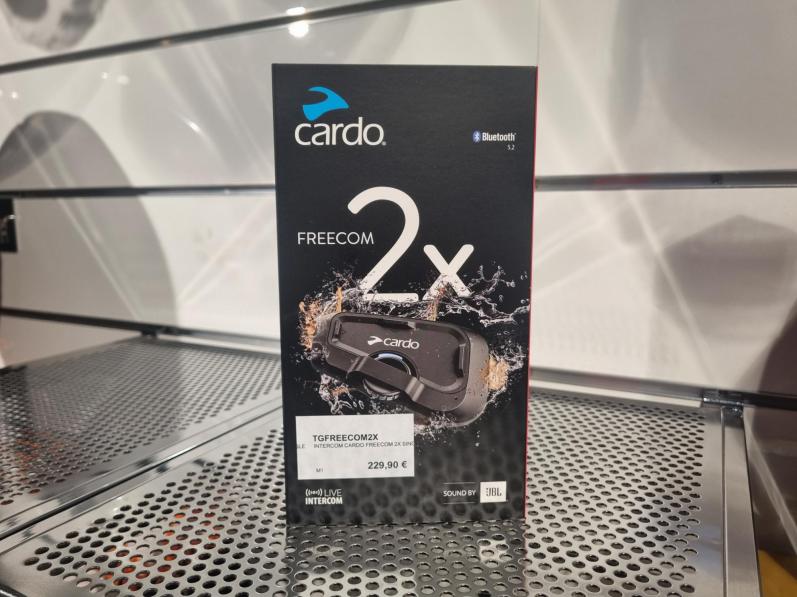 cardo
Bluetooth
5.2
FREECOM
2x
cardo
TGFREECOM2X
INTERCOM CARDO FREECOM 2X
M1
229,90 €
LIVE
INTERCOM
SOUND BY JBL